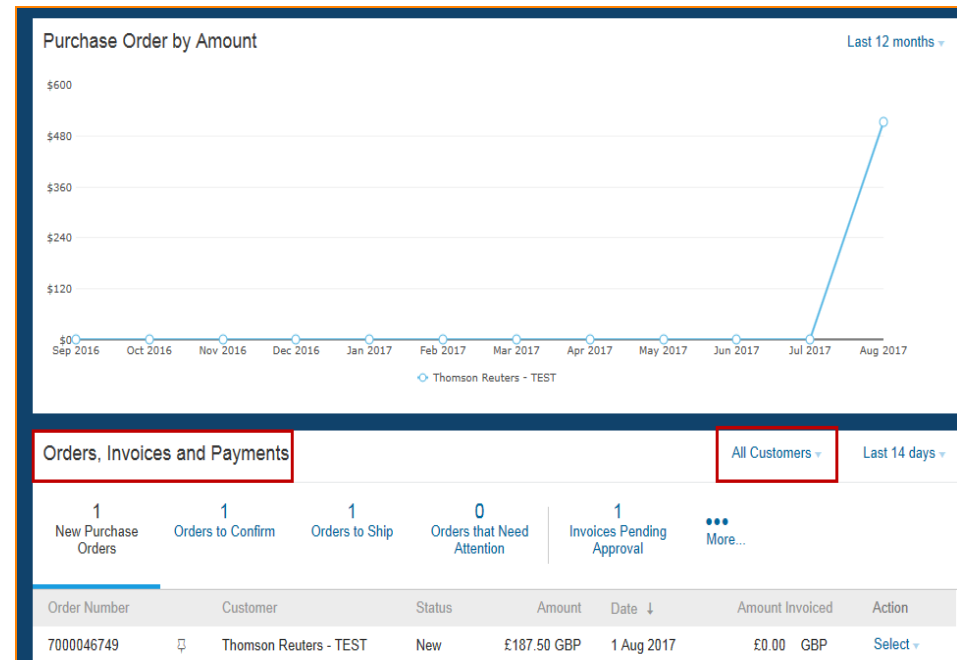 Purchase Order by Amount
Last 12 months
$600
$480
$360
$240
$120
$0
Sep 2016 Oct 2016 Nov 2016 Dec 2016 Jan 2017 Feb 2017 Mar 2017 Apr 2017 May 2017 Jun 2017 Jul 2017 Aug 2017
Thomson Reuters - TEST
Orders, Invoices and Payments
All Customers
Last 14 days
1 1 1 0 1
New Purchase Orders to Confirm Orders to Ship Orders that Need Invoices Pending More...
Orders Attention Approval
Order Number Customer Status Amount Date ↓ Amount Invoiced Action
7000046749 Thomson Reuters - TEST New £187.50 GBP 1 Aug 2017 £0.00 GBP Select